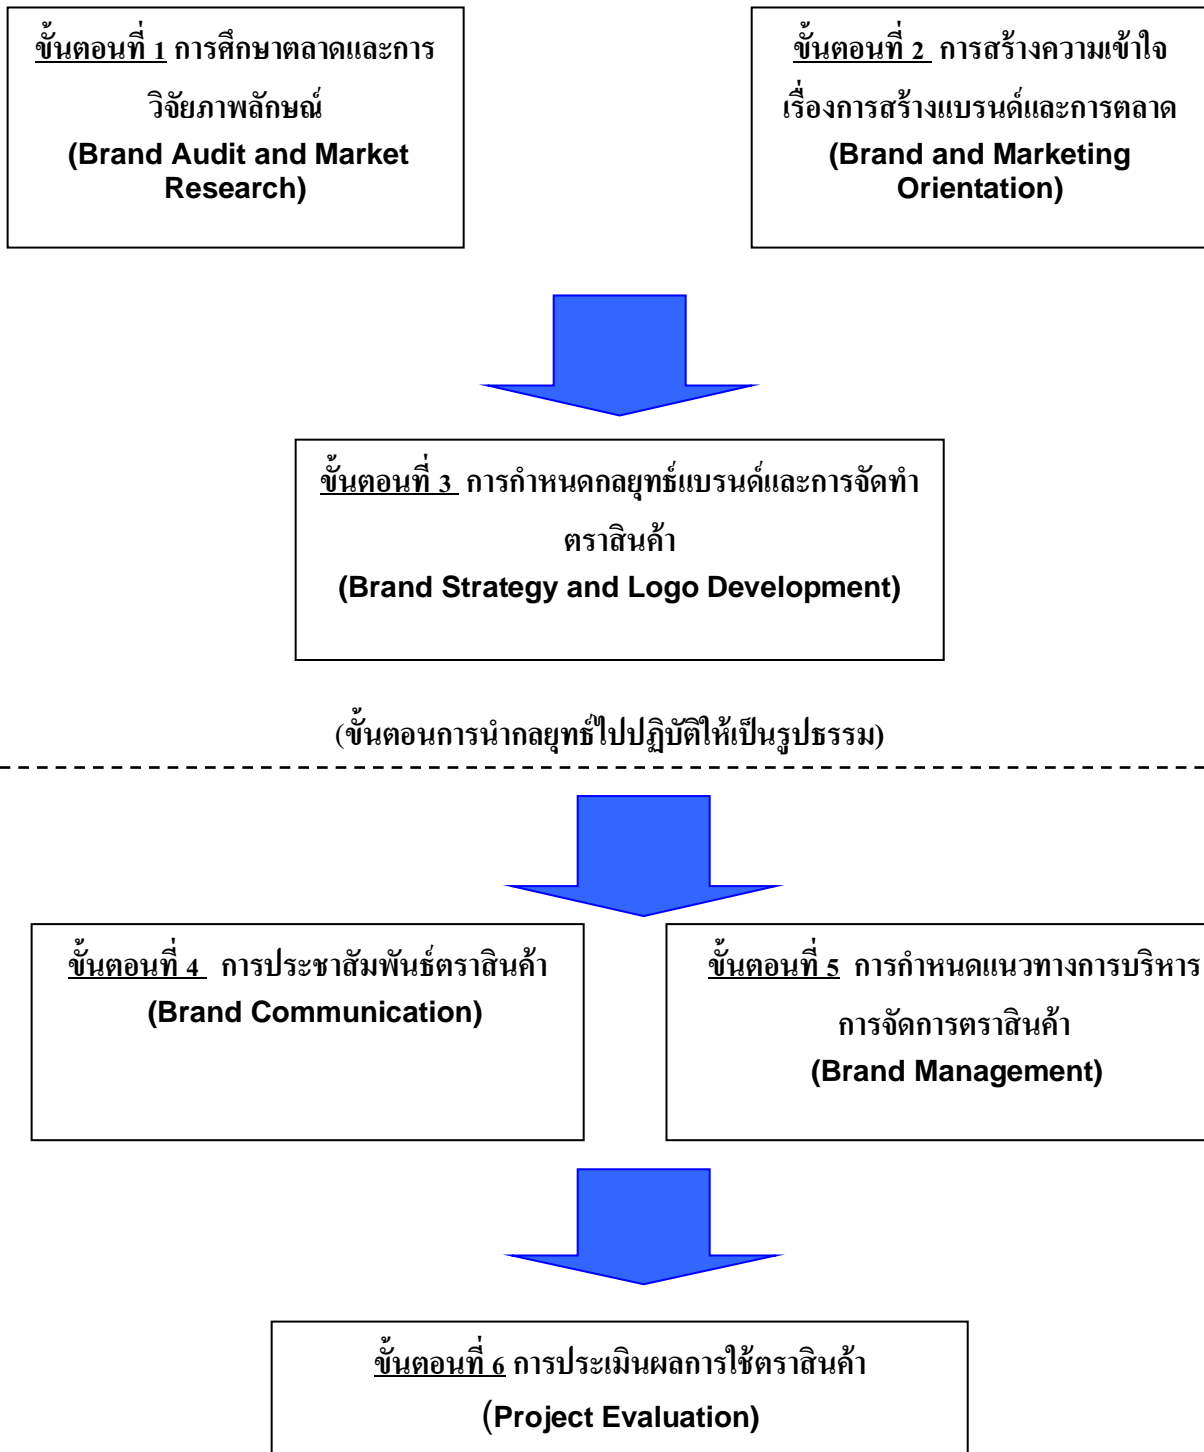 ขั้นตอนที่ 1 การศึกษาตลาดและการ
วิจัยภาพลักษณ์
(Brand Audit and Market
Research)
ขั้นตอนที่ 2 การสร้างความเข้าใจ
เรื่องการสร้างแบรนด์และการตลาด
(Brand and Marketing
Orientation)
ขั้นตอนที่ 3 การกำหนดกลยุทธ์แบรนด์และการจัดทำ
ตราสินค้า
(Brand Strategy and Logo Development)
(ขั้นตอนการนำกลยุทธ์ไปปฏิบัติให้เป็นรูปธรรม)
ขั้นตอนที่ 4 การประชาสัมพันธ์ตราสินค้า
(Brand Communication)
ขั้นตอนที่ 5 การกำหนดแนวทางการบริหาร
การจัดการตราสินค้า
(Brand Management)
ขั้นตอนที่ 6 การประเมินผลการใช้ตราสินค้า
(Project Evaluation)